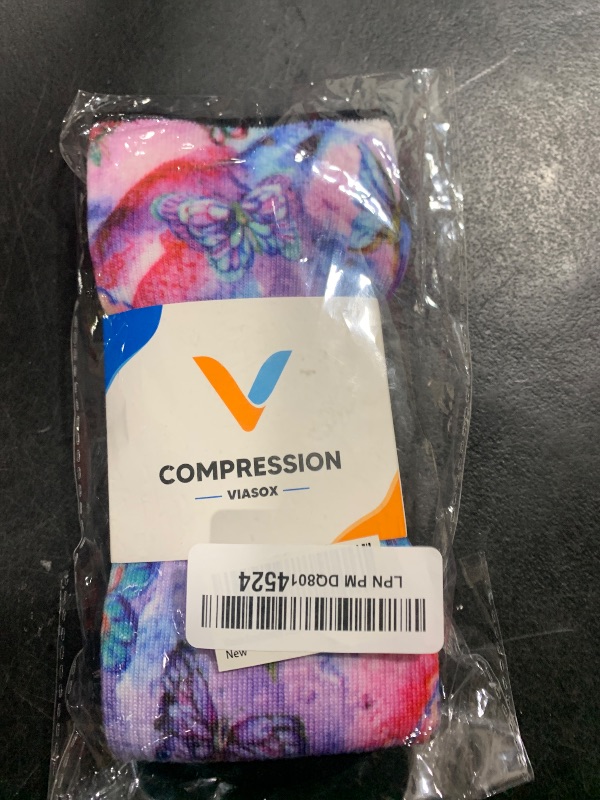 COMPRESSION
VIASOX
LPN PM DQ8014524
New